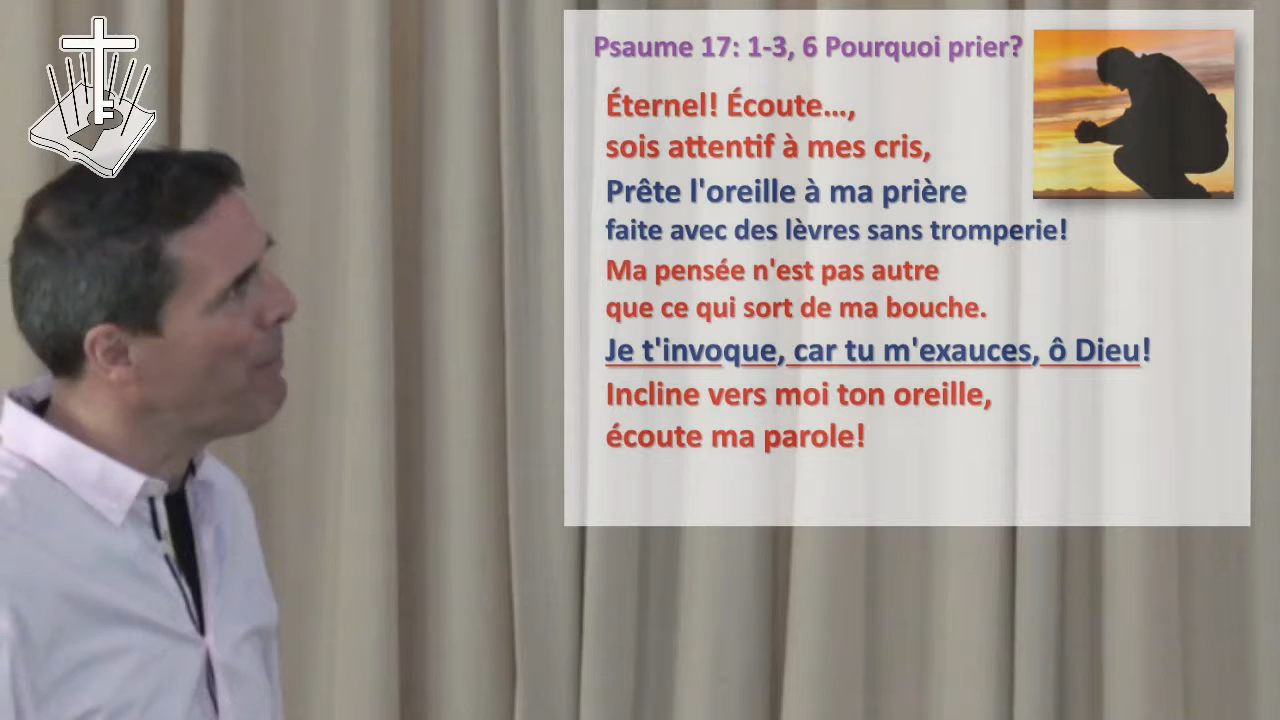 Psaume 17: 1-3, 6 Pourquoi prier?
Éternel! Écoute...,
sois attentif à mes cris,
Prête l'oreille à ma prière
faite avec des lèvres sans tromperie!
Ma pensée n'est pas autre
que ce qui sort de ma bouche.
Je t'invoque, car tu m'exauces, ô Dieu!
Incline vers moi ton oreille,
écoute ma parole!